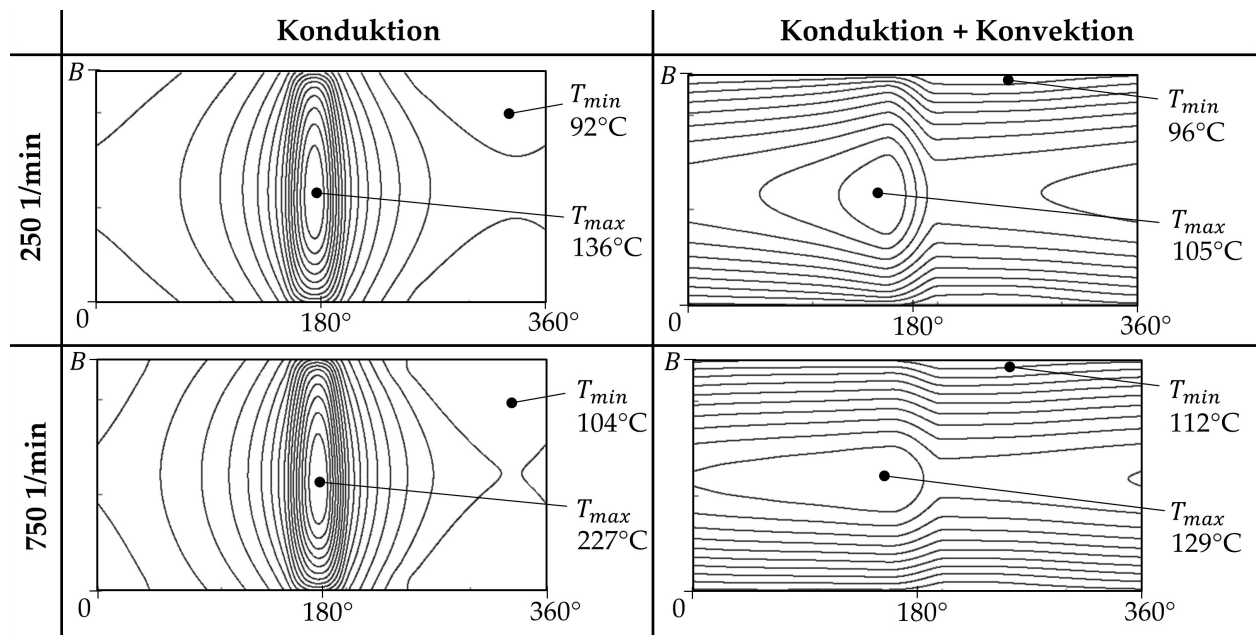 Konduktion
Konduktion + Konvektion
250 1/min
B
T_min
92°C
T_max
136°C
0
180°
360°
B
T_min
96°C
T_max
105°C
0
180°
360°
750 1/min
B
T_min
104°C
T_max
227°C
0
180°
360°
B
T_min
112°C
T_max
129°C
0
180°
360°